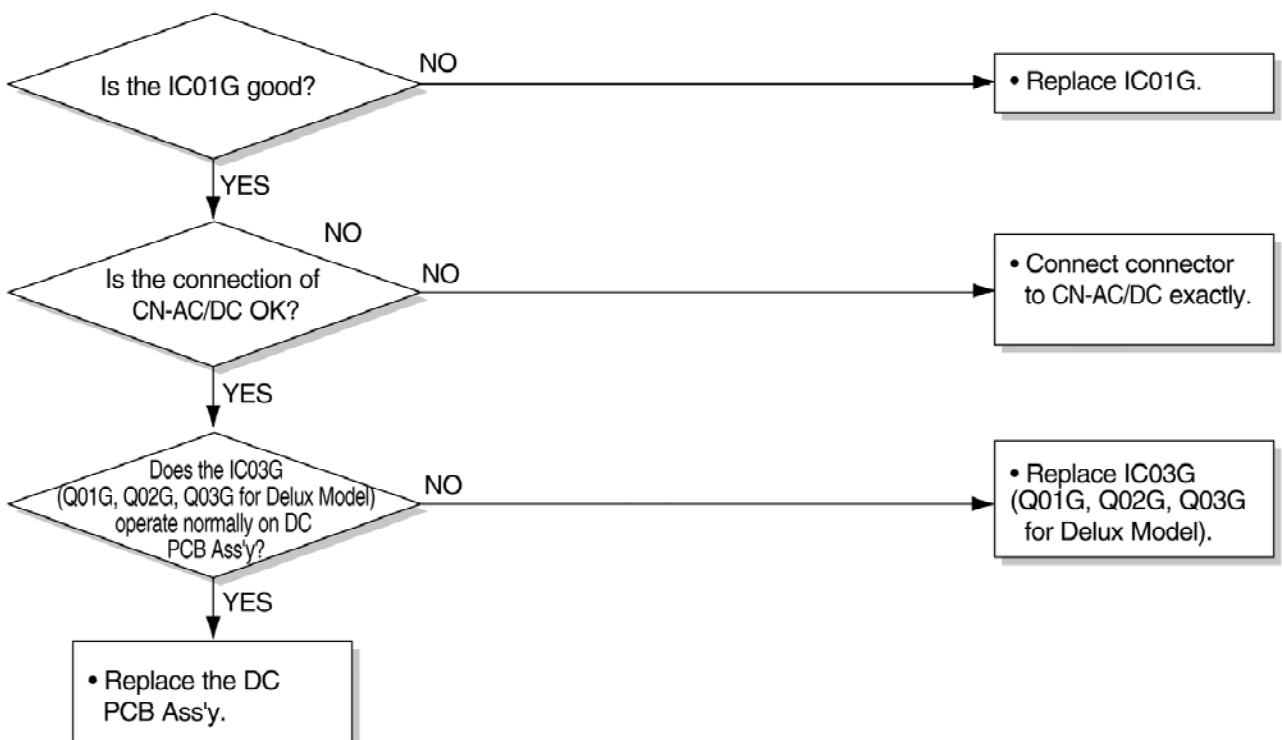 Is the IC01G good?
NO
• Replace IC01G.
YES
NO
Is the connection of
CN-AC/DC OK?
NO
• Connect connector
to CN-AC/DC exactly.
YES
Does the IC03G
(Q01G, Q02G, Q03G for Delux Model)
operate normally on DC
PCB Ass'y?
NO
• Replace IC03G
(Q01G, Q02G, Q03G
for Delux Model).
YES
• Replace the DC
PCB Ass'y.